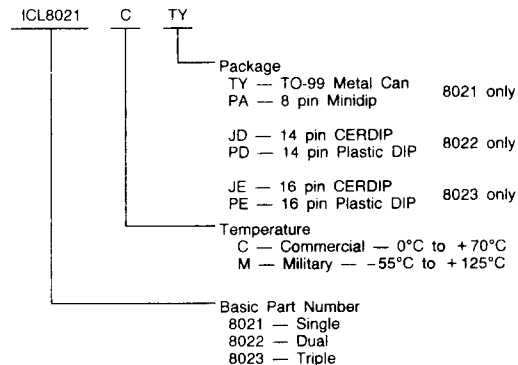 ICL8021 C TY
Package
TY — TO-99 Metal Can
PA — 8 pin Minidip
8021 only
JD — 14 pin CERDIP
PD — 14 pin Plastic DIP
8022 only
JE — 16 pin CERDIP
PE — 16 pin Plastic DIP
8023 only
Temperature
C — Commercial — 0°C to +70°C
M — Military — -55°C to +125°C
Basic Part Number
8021 — Single
8022 — Dual
8023 — Triple